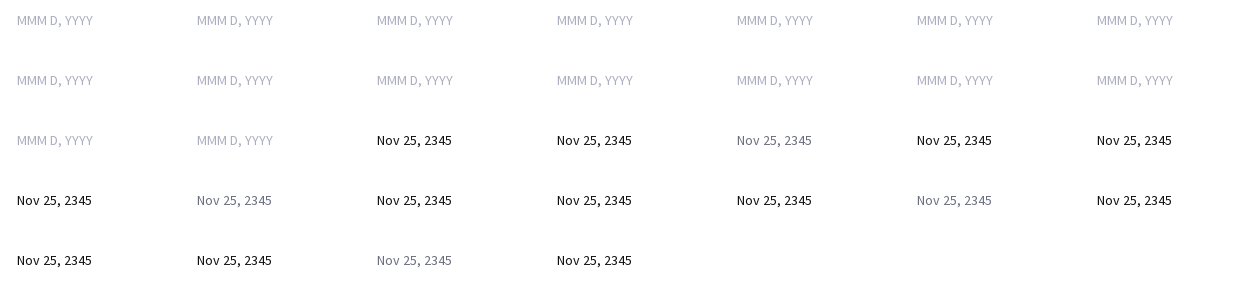 MMM D, YYYY MMM D, YYYY MMM D, YYYY MMM D, YYYY MMM D, YYYY MMM D, YYYY MMM D, YYYY
MMM D, YYYY MMM D, YYYY MMM D, YYYY MMM D, YYYY MMM D, YYYY MMM D, YYYY MMM D, YYYY
MMM D, YYYY MMM D, YYYY Nov 25, 2345 Nov 25, 2345 Nov 25, 2345 Nov 25, 2345 Nov 25, 2345
Nov 25, 2345 Nov 25, 2345 Nov 25, 2345 Nov 25, 2345 Nov 25, 2345 Nov 25, 2345 Nov 25, 2345
Nov 25, 2345 Nov 25, 2345 Nov 25, 2345 Nov 25, 2345